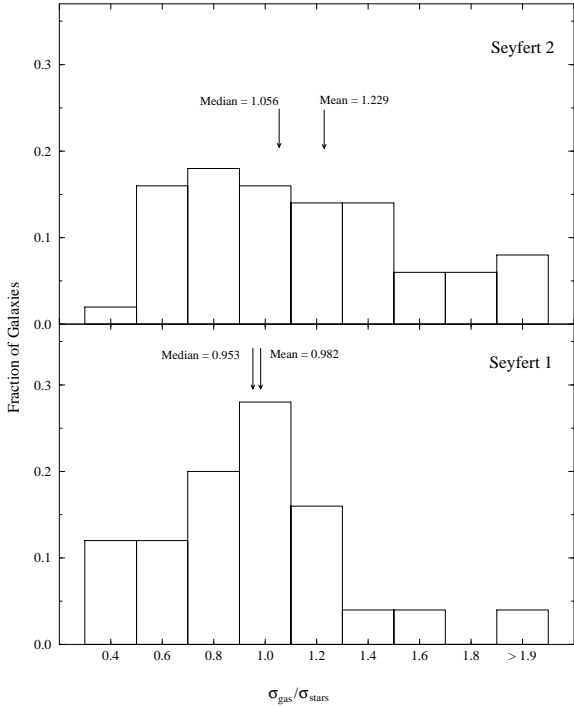 Seyfert 2
Median = 1.056
Mean = 1.229
0.3
0.2
0.1
0.0
Fraction of Galaxies
Seyfert 1
Median = 0.953
Mean = 0.982
0.3
0.2
0.1
0.0
0.4 0.6 0.8 1.0 1.2 1.4 1.6 1.8 > 1.9
σgas/σstars